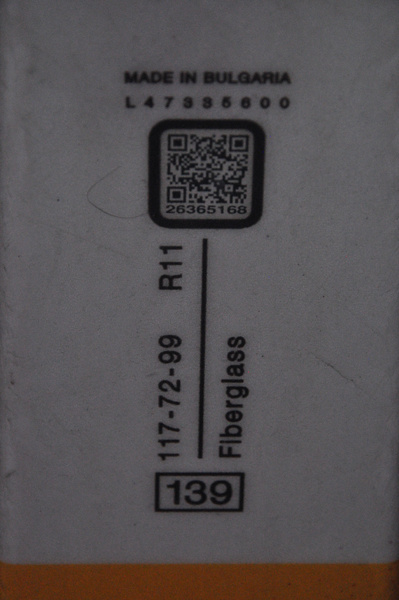 MADE IN BULGARIA
L47335600
26365168
117-72-99 R11
Fiberglass
139